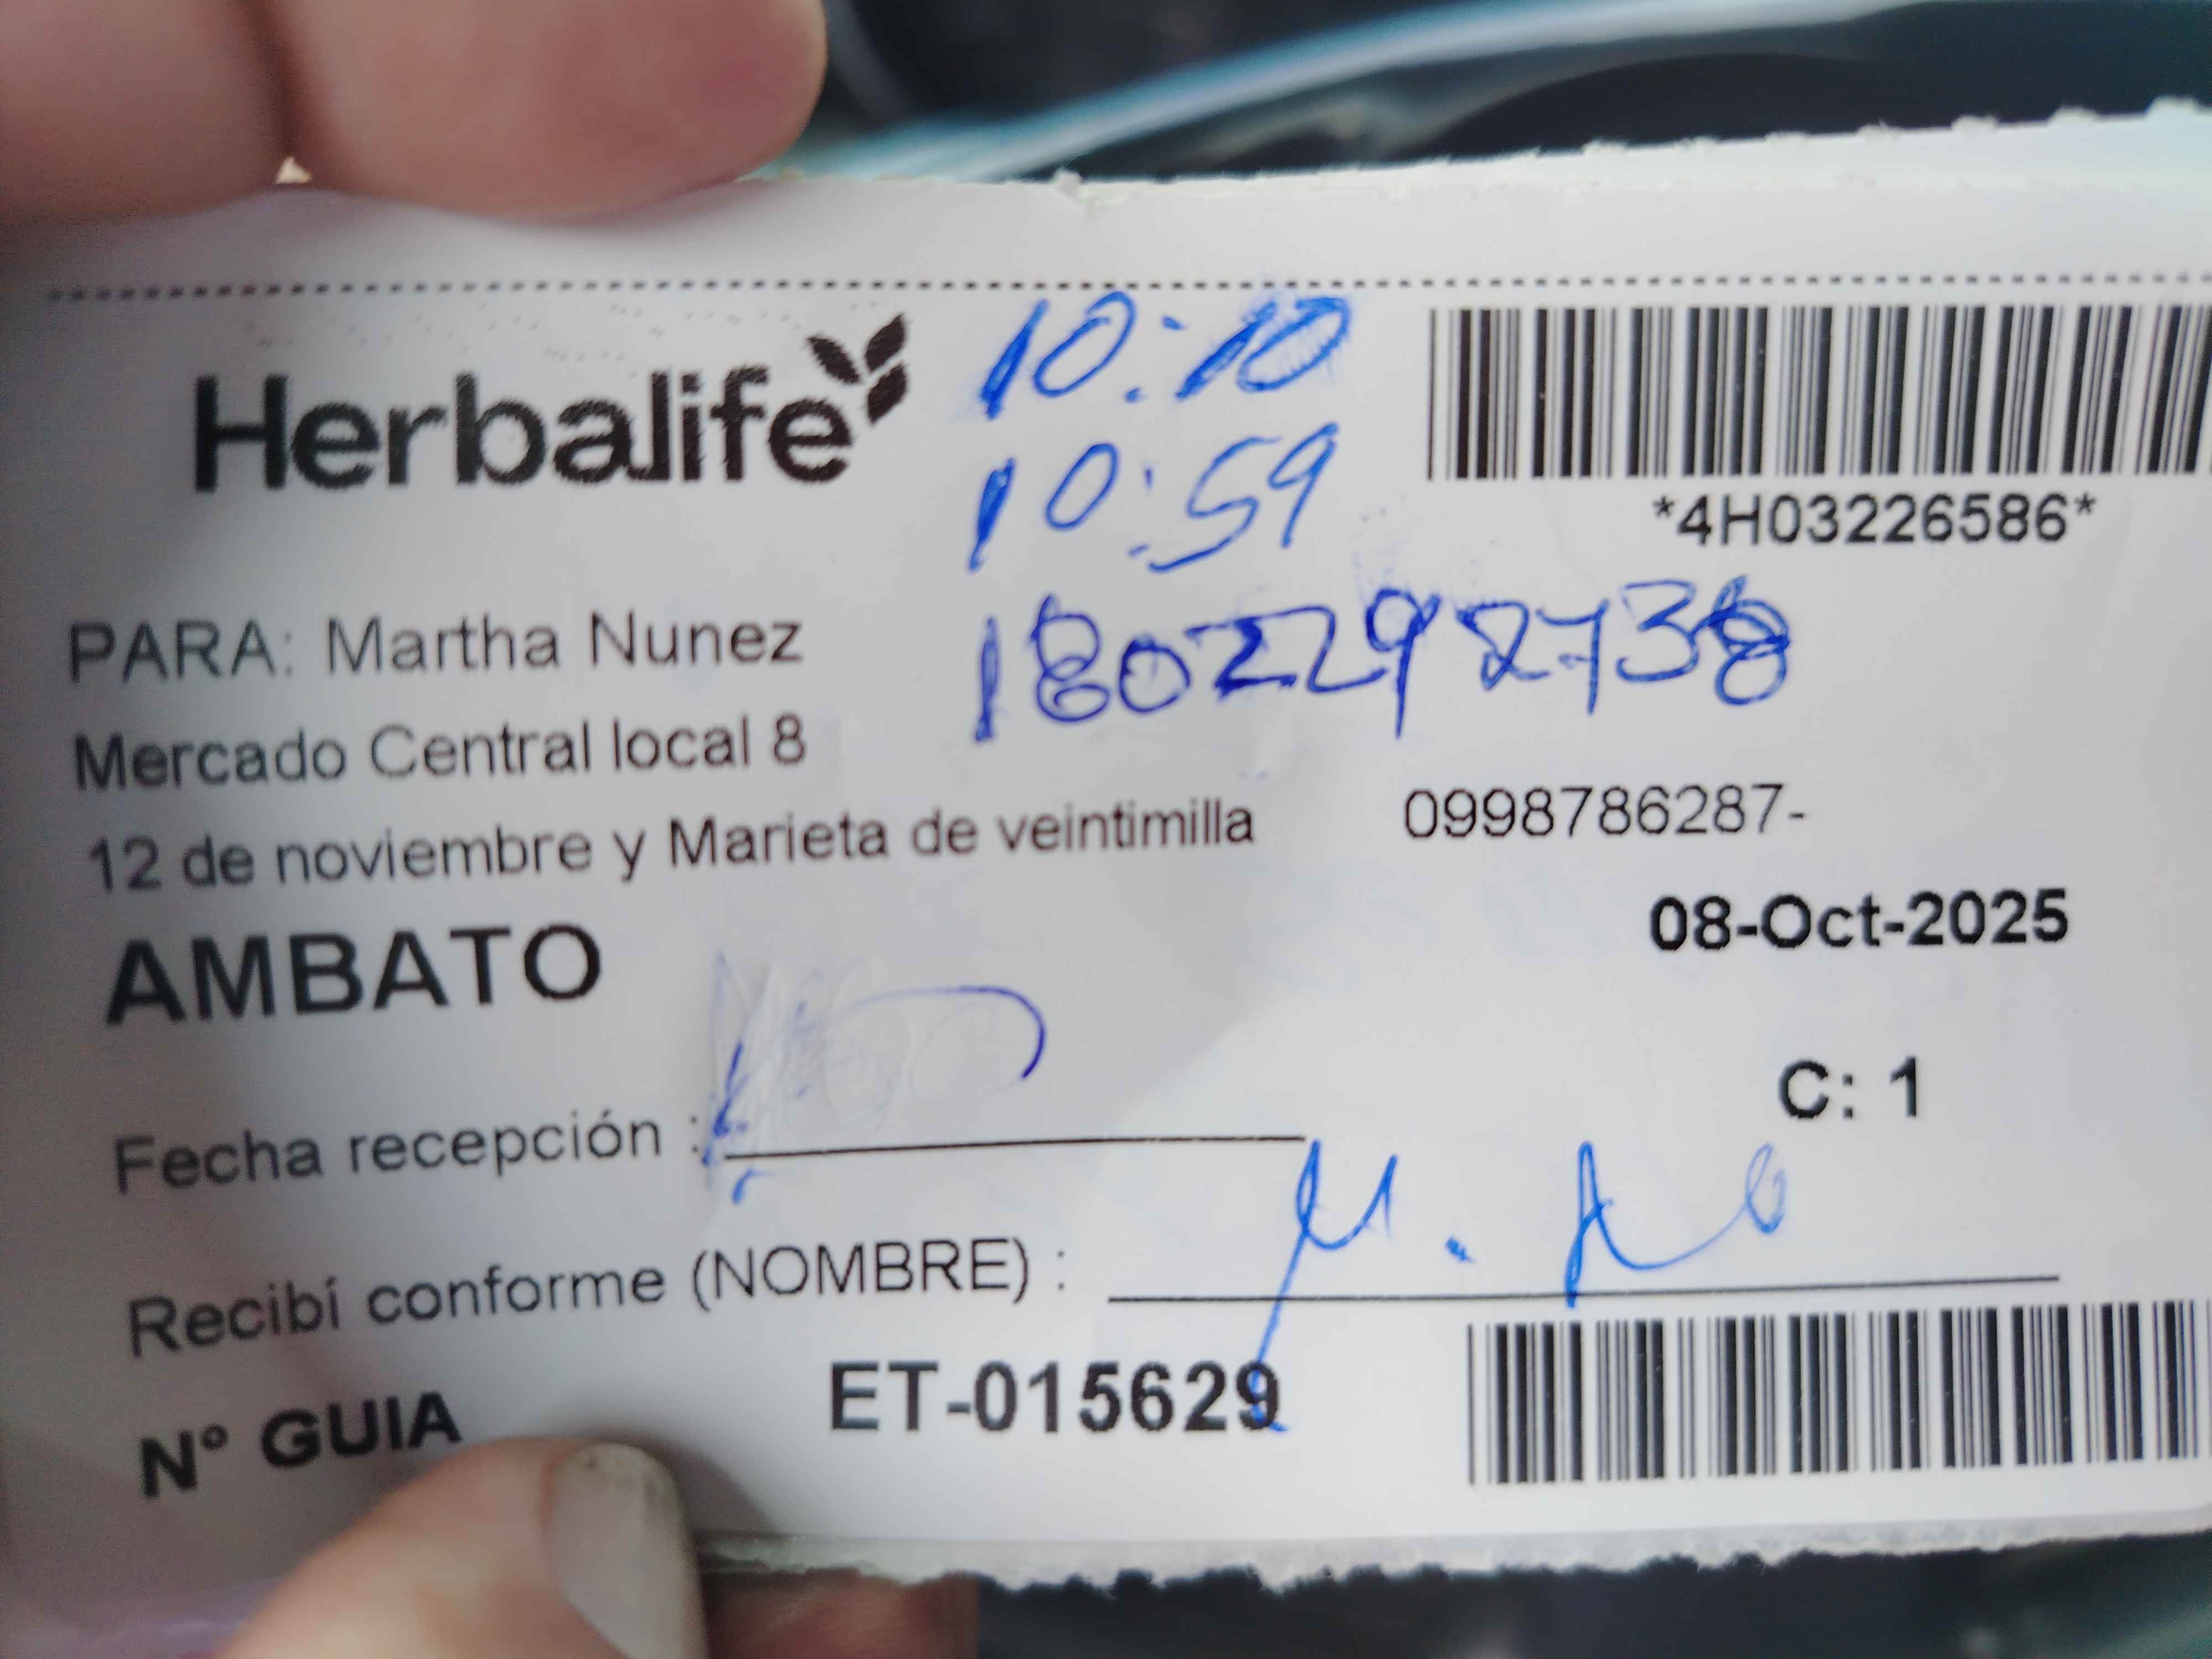 Herbalife
10:10
10:59
*4H03226586*
PARA: Martha Nunez
1802292738
Mercado Central local 8
12 de noviembre y Marieta de veintimilla
0998786287-
AMBATO
08-Oct-2025
C: 1
Fecha recepción :
Recibí conforme (NOMBRE) :
N° GUIA
ET-015629